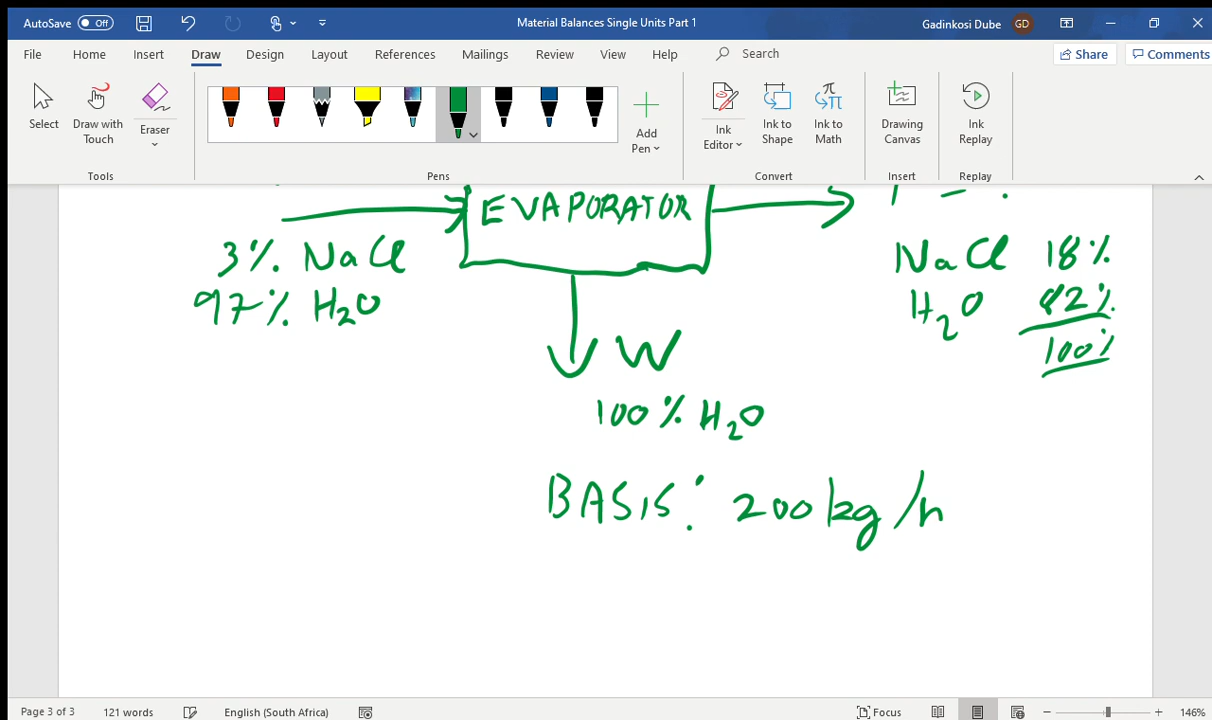 AutoSave Off Material Balances Single Units Part 1 Gadinkosi Dube GD
File Home Insert Draw Design Layout References Mailings Review View Help Search Share Comments
Select Draw with Touch Eraser Add Pen Ink Editor Ink to Shape Ink to Math Drawing Canvas Ink Replay
Tools Pens Convert Insert Replay
EVAPORATOR
3% NaCl
97% H2O
NaCl 18%
H2O 82%
100%
W
100% H2O
BASIS: 200kg/h
Page 3 of 3 121 words English (South Africa) Focus 146%